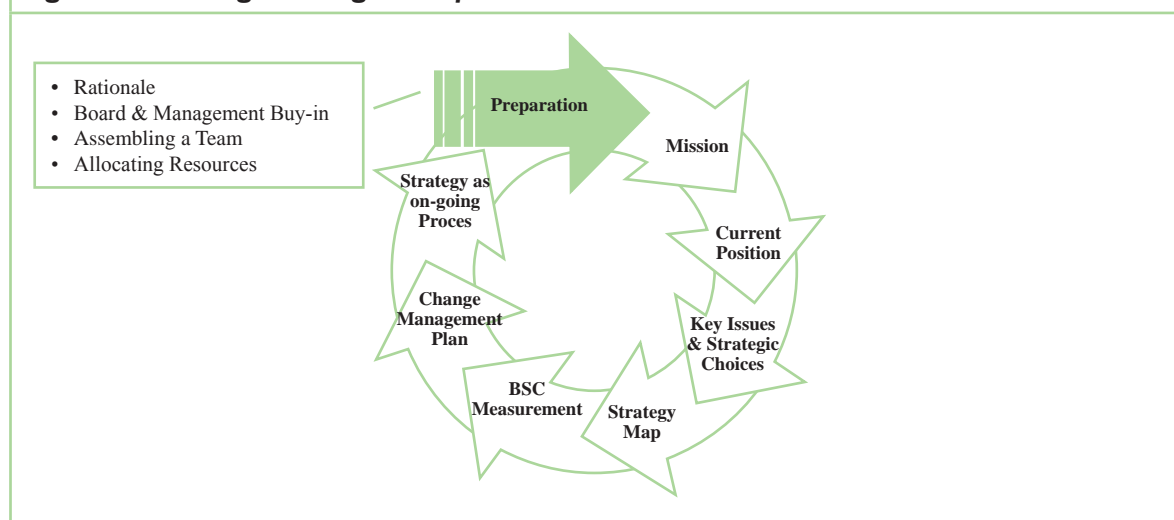 • Rationale
• Board & Management Buy-in
• Assembling a Team
• Allocating Resources
Preparation
Mission
Current
Position
Key Issues
& Strategic
Choices
Strategy
Map
BSC
Measurement
Change
Management
Plan
Strategy as
on-going
Proces